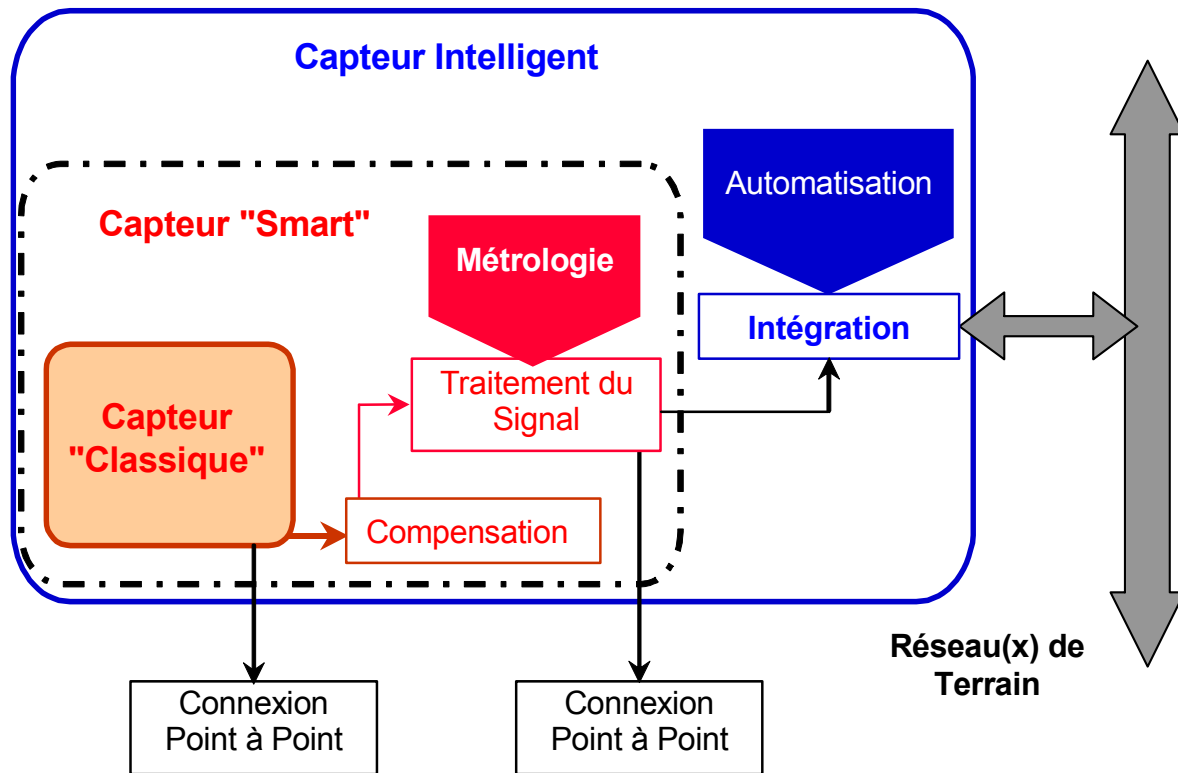 Capteur Intelligent
Automatisation
Capteur "Smart"
Métrologie
Intégration
Traitement du
Signal
Capteur
"Classique"
Compensation
Réseau(x) de
Terrain
Connexion
Point à Point
Connexion
Point à Point